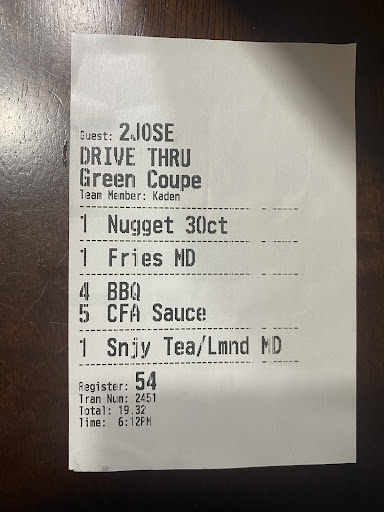 Guest: 2JOSE
DRIVE THRU
Green Coupe
Team Member: Kaden
1 Nugget 30ct
1 Fries MD
4 BBQ
5 CFA Sauce
1 Snjy Tea/Lmnd MD
Register: 54
Tran Num: 2451
Total: 19.32
Time: 6:12PM